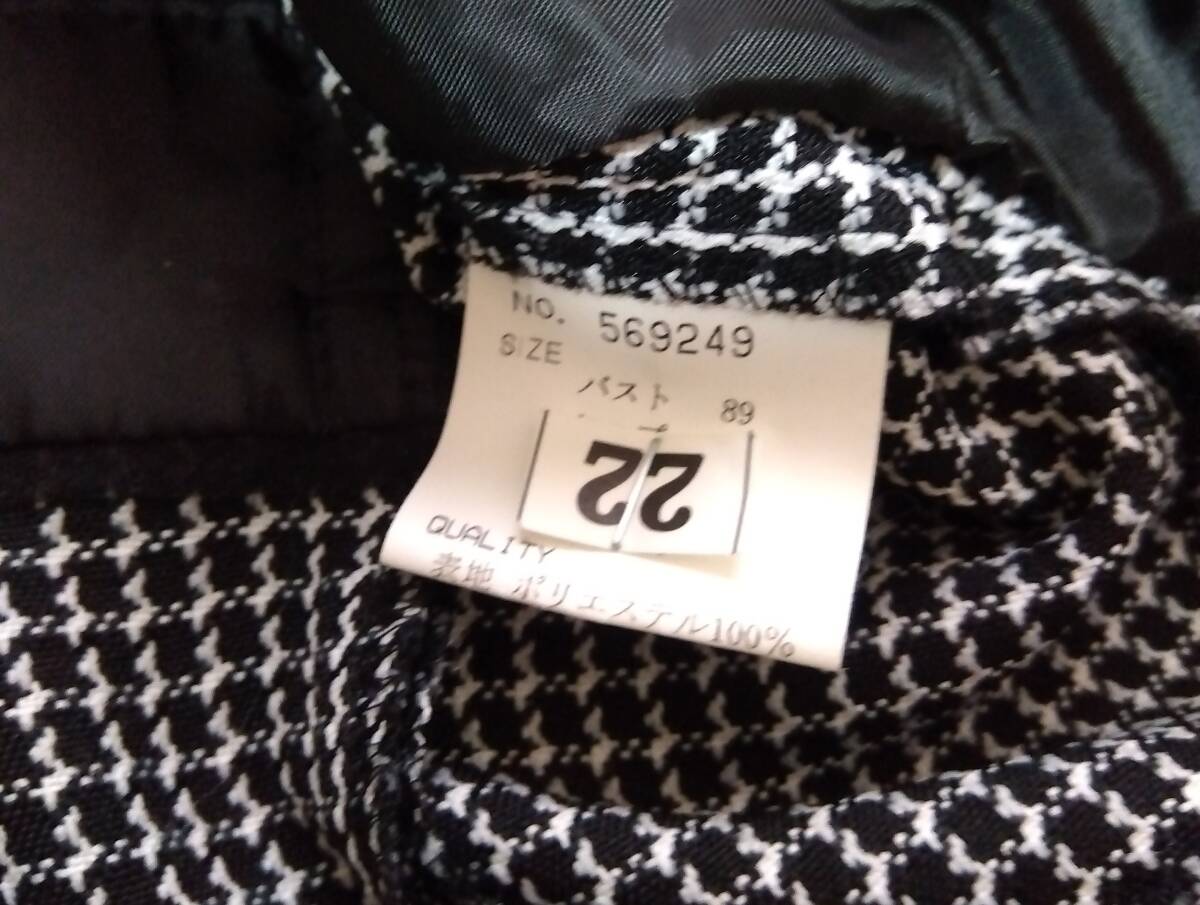 NO. 569249
SIZE
バスト 89
22
QUALITY
表地 ポリエステル100%